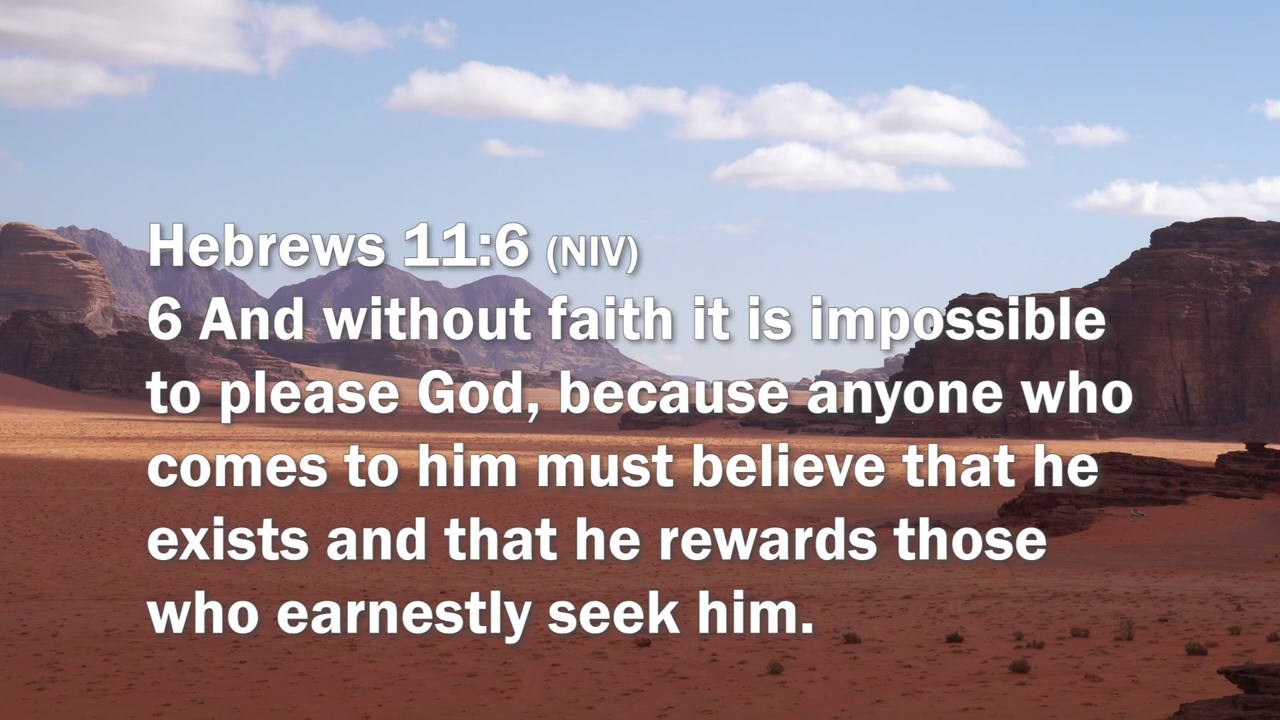 Hebrews 11:6 (NIV)
6 And without faith it is impossible
to please God, because anyone who
comes to him must believe that he
exists and that he rewards those
who earnestly seek him.